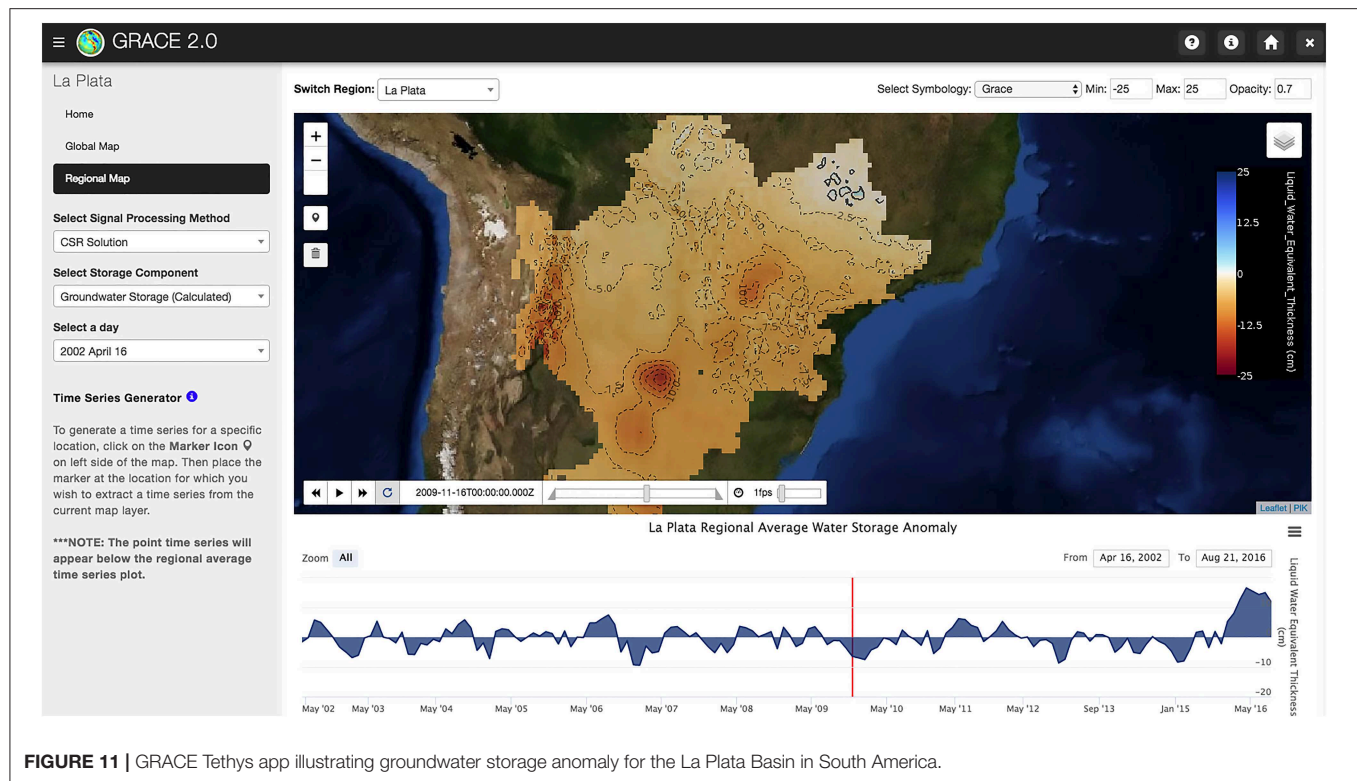 GRACE 2.0
La Plata
Home
Global Map
Regional Map
Select Signal Processing Method
CSR Solution
Select Storage Component
Groundwater Storage (Calculated)
Select a day
2002 April 16
Time Series Generator
To generate a time series for a specific
location, click on the Marker Icon
on left side of the map. Then place the
marker at the location for which you
wish to extract a time series from the
current map layer.
***NOTE: The point time series will
appear below the regional average
time series plot.
Switch Region: La Plata
Select Symbology: Grace Min: -25 Max: 25 Opacity: 0.7
+
−
25
12.5
0
-12.5
-25
Liquid_Water_Equivalent_Thickness (cm)
-2.5
-5.0
-7.5
-7.5
2009-11-16T00:00:00.000Z
1fps
Leaflet | PIK
La Plata Regional Average Water Storage Anomaly
Zoom All
From Apr 16, 2002 To Aug 21, 2016
-10
-20
Liquid Water Equivalent Thickness
(cm)
May '02 May '03 May '04 May '05 May '06 May '07 May '08 May '09 May '10 May '11 May '12 Sep '13 Jan '15 May '16
FIGURE 11 | GRACE Tethys app illustrating groundwater storage anomaly for the La Plata Basin in South America.